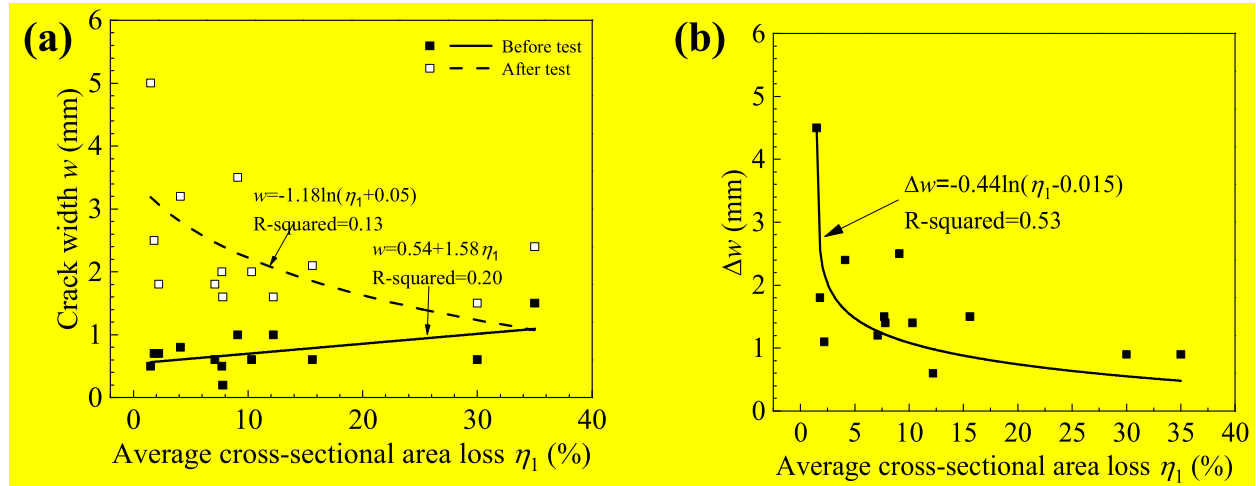 (a)
6
5
4
3
2
1
0
Crack width w (mm)
Before test
After test
w=-1.18ln(η1+0.05)
R-squared=0.13
w=0.54+1.58η1
R-squared=0.20
0 10 20 30 40
Average cross-sectional area loss η1 (%)
(b)
6
5
4
3
2
1
0
Δw (mm)
Δw=-0.44ln(η1-0.015)
R-squared=0.53
0 5 10 15 20 25 30 35 40
Average cross-sectional area loss η1 (%)